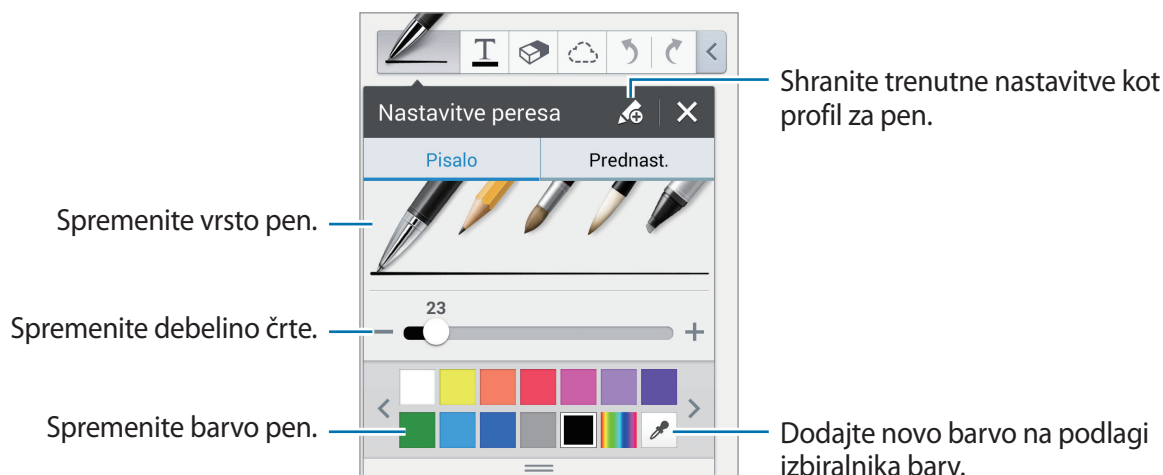 T
Shranite trenutne nastavitve kot
profil za pen.
Nastavitve peresa
Pisalo
Prednast.
Spremenite vrsto pen.
23
Spremenite debelino črte.
Spremenite barvo pen.
Dodajte novo barvo na podlagi
izbiralnika barv.